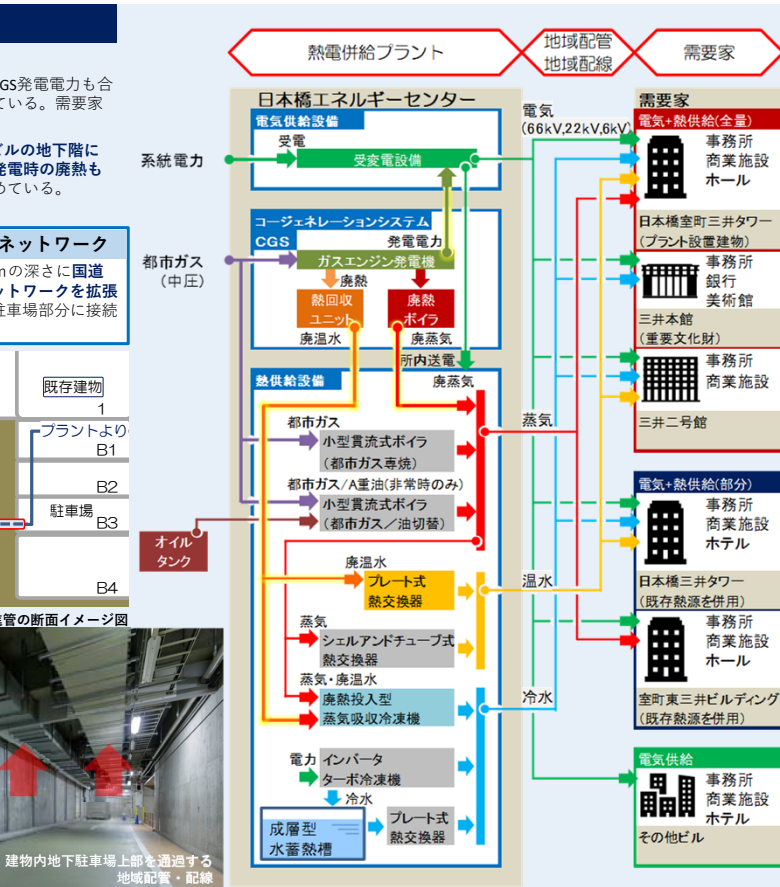 GS発電電力も合
ている。需要家
ビルの地下階に
発電時の廃熱も
めている。
ネットワーク
mの深さに国道
ットワークを拡張
駐車場部分に接続
既存建物
1
プラントより
B1
B2
駐車場
B3
B4
管の断面イメージ図
建物内地下駐車場上部を通過する
地域配管・配線
熱電併給プラント
地域配管
地域配線
需要家
系統電力
都市ガス
(中圧)
オイル
タンク
日本橋エネルギーセンター
電気供給設備
受電
受変電設備
コージェネレーションシステム
CGS
発電電力
ガスエンジン発電機
廃熱
熱回収
ユニット
廃熱
ボイラ
廃温水
廃蒸気
所内送電
熱供給設備
廃蒸気
都市ガス
小型貫流式ボイラ
(都市ガス専焼)
都市ガス/A重油(非常時のみ)
小型貫流式ボイラ
(都市ガス/油切替)
廃温水
プレート式
熱交換器
蒸気
シェルアンドチューブ式
熱交換器
蒸気・廃温水
廃熱投入型
蒸気吸収冷凍機
電力
インバータ
ターボ冷凍機
冷水
成層型
水蓄熱槽
プレート式
熱交換器
電気
(66kV,22kV,6kV)
蒸気
温水
冷水
需要家
電気+熱供給(全量)
事務所
商業施設
ホール
日本橋室町三井タワー
(プラント設置建物)
事務所
銀行
美術館
三井本館
(重要文化財)
事務所
商業施設
三井二号館
電気+熱供給(部分)
事務所
商業施設
ホテル
日本橋三井タワー
(既存熱源を併用)
事務所
商業施設
ホール
室町東三井ビルディング
(既存熱源を併用)
電気供給
事務所
商業施設
ホテル
その他ビル